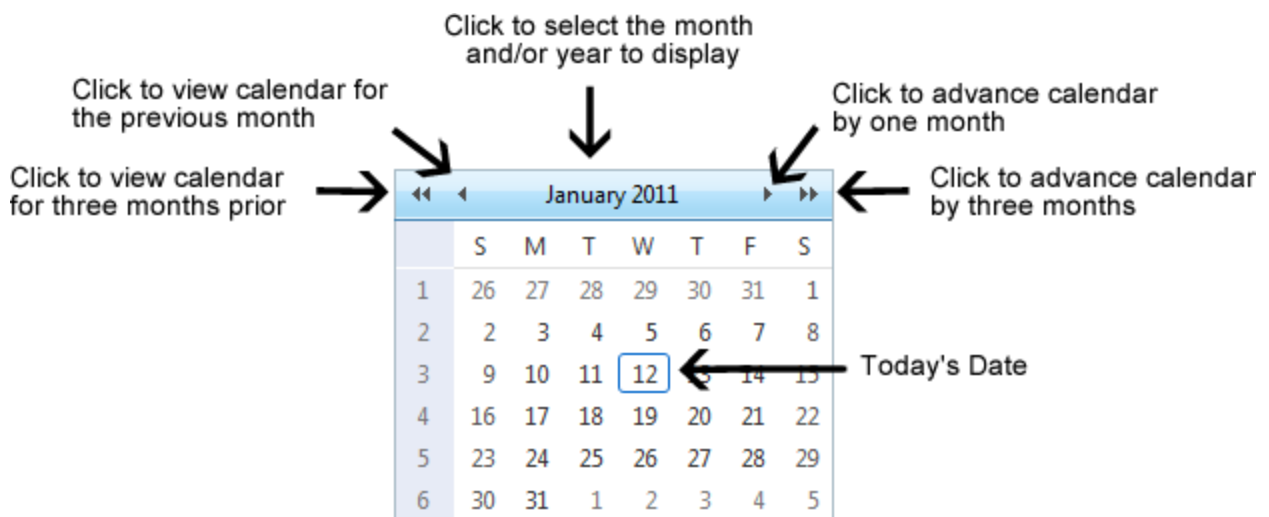 Click to select the month
and/or year to display
Click to view calendar for
the previous month
Click to advance calendar
by one month
Click to view calendar
for three months prior
January 2011
Click to advance calendar
by three months
S M T W T F S
1 26 27 28 29 30 31 1
2 2 3 4 5 6 7 8
3 9 10 11 12 13 14 15
Today's Date
4 16 17 18 19 20 21 22
5 23 24 25 26 27 28 29
6 30 31 1 2 3 4 5